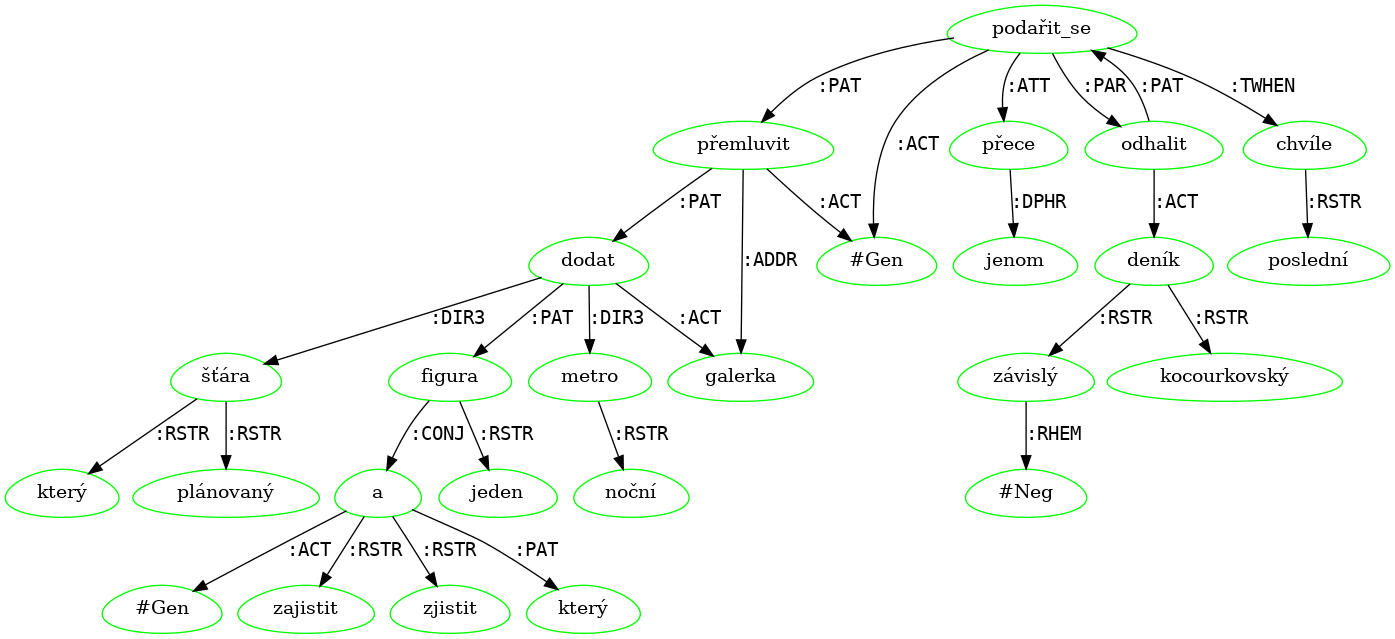 podařit_se
:PAT
:ACT
:ATT
:PAR
:PAT
:TWHEN
přemluvit
přece
odhalit
chvíle
:PAT
:ADDR
:ACT
:DPHR
:ACT
:RSTR
dodat
#Gen
jenom
deník
poslední
:DIR3
:PAT
:DIR3
:ACT
:RSTR
:RSTR
šťára
figura
metro
galerka
závislý
kocourkovský
:RSTR
:RSTR
:CONJ
:RSTR
:RSTR
:RHEM
který
plánovaný
a
jeden
noční
#Neg
:ACT
:RSTR
:RSTR
:PAT
#Gen
zajistit
zjistit
který